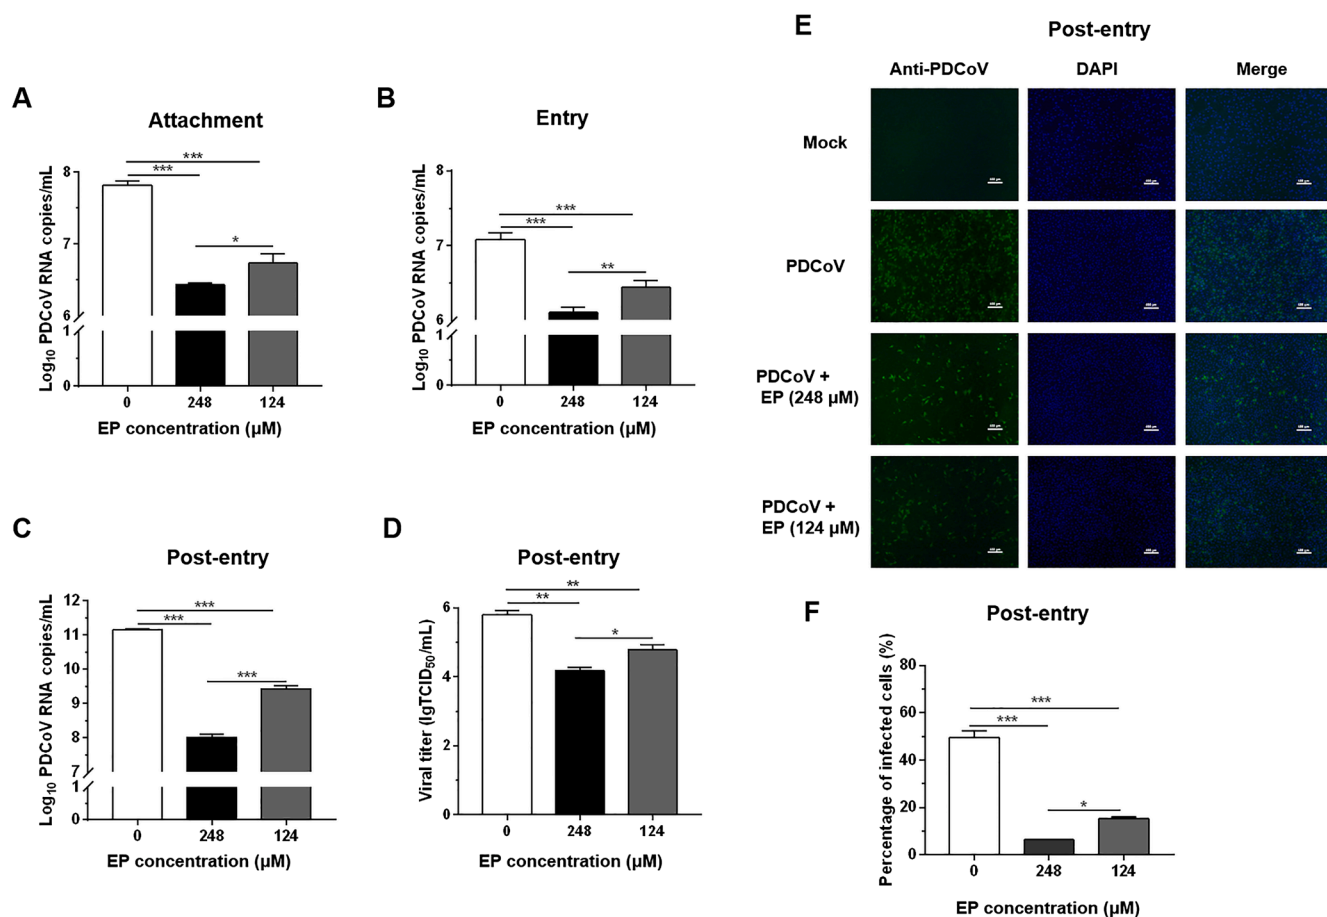 A
Attachment
Log10 PDCoV RNA copies/mL
8
7
6
1
0
***
***
*
0 248 124
EP concentration (µM)
B
Entry
Log10 PDCoV RNA copies/mL
8
7
6
1
0
***
***
**
0 248 124
EP concentration (µM)
C
Post-entry
Log10 PDCoV RNA copies/mL
12
11
10
9
8
7
1
0
***
***
***
0 248 124
EP concentration (µM)
D
Post-entry
Viral titer (lgTCID50/mL)
6
4
2
0
**
**
*
0 248 124
EP concentration (µM)
E
Post-entry
Anti-PDCoV DAPI Merge
Mock
PDCoV
PDCoV +
EP (248 µM)
PDCoV +
EP (124 µM)
F
Post-entry
Percentage of infected cells (%)
80
60
40
20
0
***
***
*
0 248 124
EP concentration (µM)